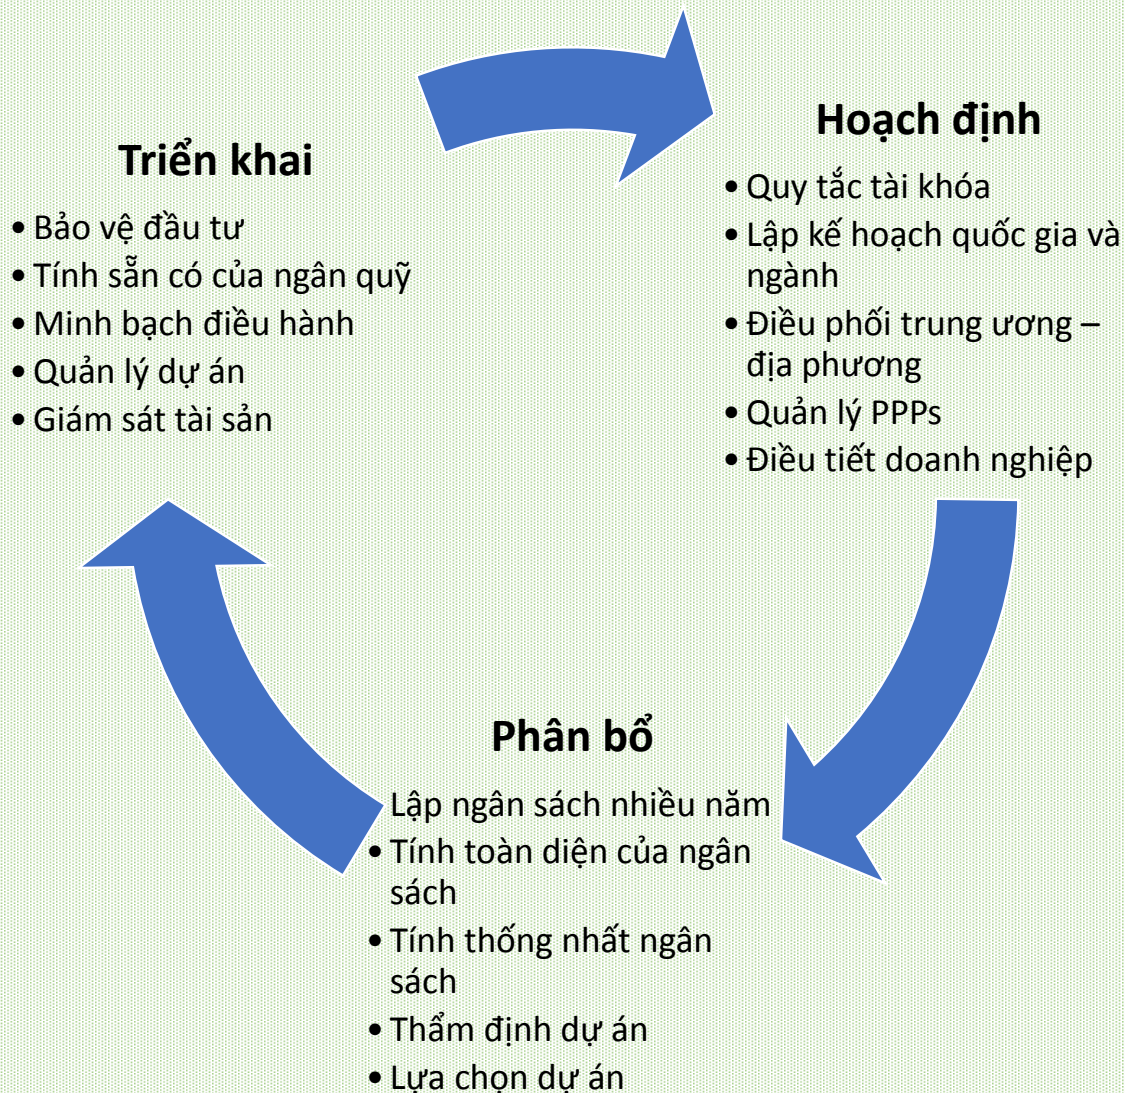 Triển khai
• Bảo vệ đầu tư
• Tính sẵn có của ngân quỹ
• Minh bạch điều hành
• Quản lý dự án
• Giám sát tài sản
Hoạch định
• Quy tắc tài khóa
• Lập kế hoạch quốc gia và
ngành
• Điều phối trung ương –
địa phương
• Quản lý PPPs
• Điều tiết doanh nghiệp
Phân bổ
Lập ngân sách nhiều năm
• Tính toàn diện của ngân
sách
• Tính thống nhất ngân
sách
• Thẩm định dự án
• Lựa chọn dự án